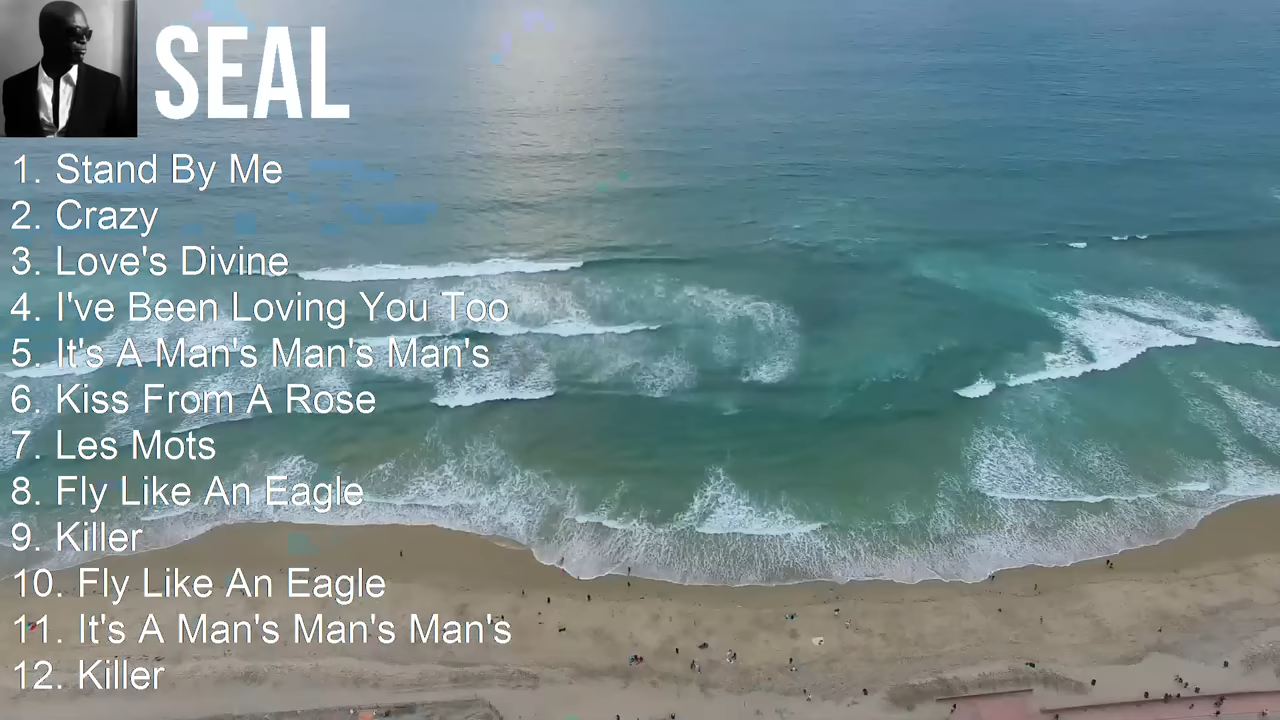 SEAL
1. Stand By Me
2. Crazy
3. Love's Divine
4. I've Been Loving You Too
5. It's A Man's Man's Man's
6. Kiss From A Rose
7. Les Mots
8. Fly Like An Eagle
9. Killer
10. Fly Like An Eagle
11. It's A Man's Man's Man's
12. Killer